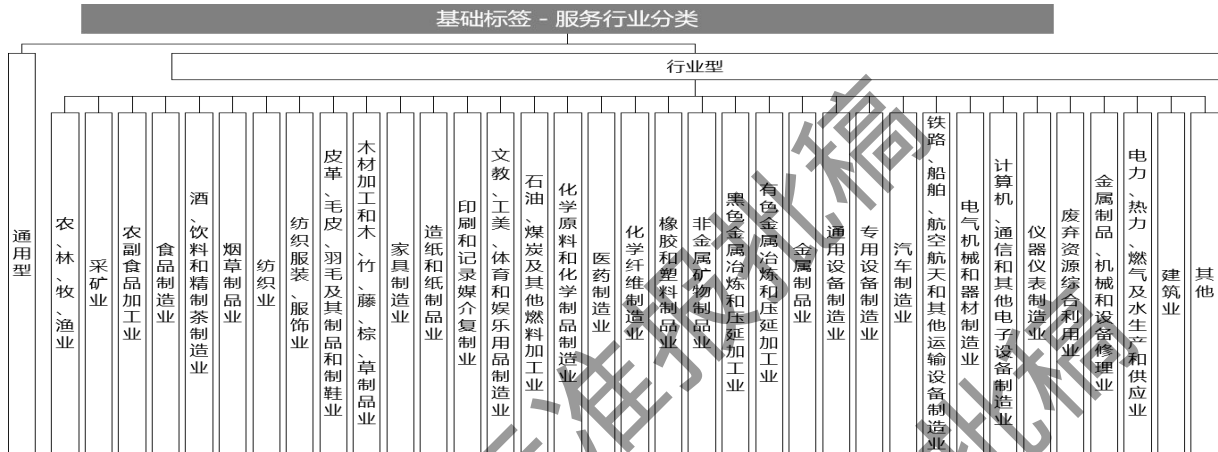 基础标签 - 服务行业分类
行业型
通用型
农、林、牧、渔业
采矿业
农副食品加工业
食品制造业
酒、饮料和精制茶制造业
烟草制品业
纺织业
纺织服装、服饰业
皮革、毛皮、羽毛及其制品和制鞋业
木材加工和木、竹、藤、棕、草制品业
家具制造业
造纸和纸制品业
印刷和记录媒介复制业
文教、工美、体育和娱乐用品制造业
石油、煤炭及其他燃料加工业
化学原料和化学制品制造业
医药制造业
化学纤维制造业
橡胶和塑料制品业
非金属矿物制品业
黑色金属冶炼和压延加工业
有色金属冶炼和压延加工业
金属制品业
通用设备制造业
专用设备制造业
汽车制造业
铁路、船舶、航空航天和其他运输设备制造业
电气机械和器材制造业
计算机、通信和其他电子设备制造业
仪器仪表制造业
废弃资源综合利用业
金属制品、机械和设备修理业
电力、热力、燃气及水生产和供应业
建筑业
其他
准报批稿
批稿